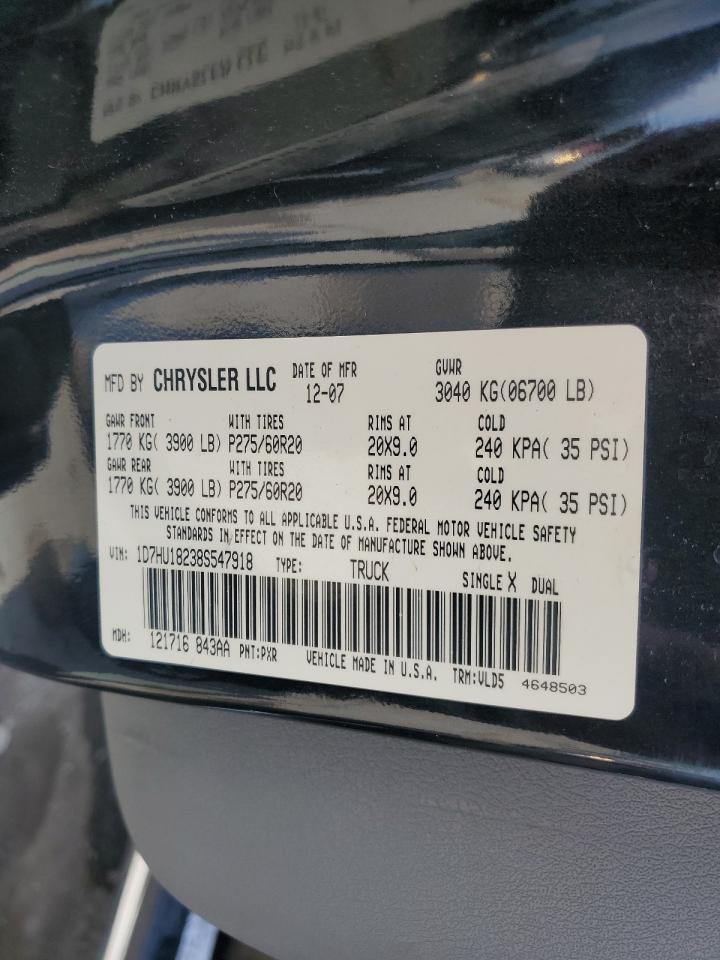 MFD BY CHRYSLER LLC DATE OF MFR GVWR
12-07 3040 KG(06700 LB)
GAWR FRONT WITH TIRES RIMS AT COLD
1770 KG( 3900 LB) P275/60R20 20X9.0 240 KPA( 35 PSI)
GAWR REAR WITH TIRES RIMS AT COLD
1770 KG( 3900 LB) P275/60R20 20X9.0 240 KPA( 35 PSI)
THIS VEHICLE CONFORMS TO ALL APPLICABLE U.S.A. FEDERAL MOTOR VEHICLE SAFETY
STANDARDS IN EFFECT ON THE DATE OF MANUFACTURE SHOWN ABOVE.
VIN: 1D7HU18238S547918 TYPE: TRUCK SINGLE X DUAL
MDH: 121716 843AA PNT:PXR VEHICLE MADE IN U.S.A. TRM:VLD5 4648503